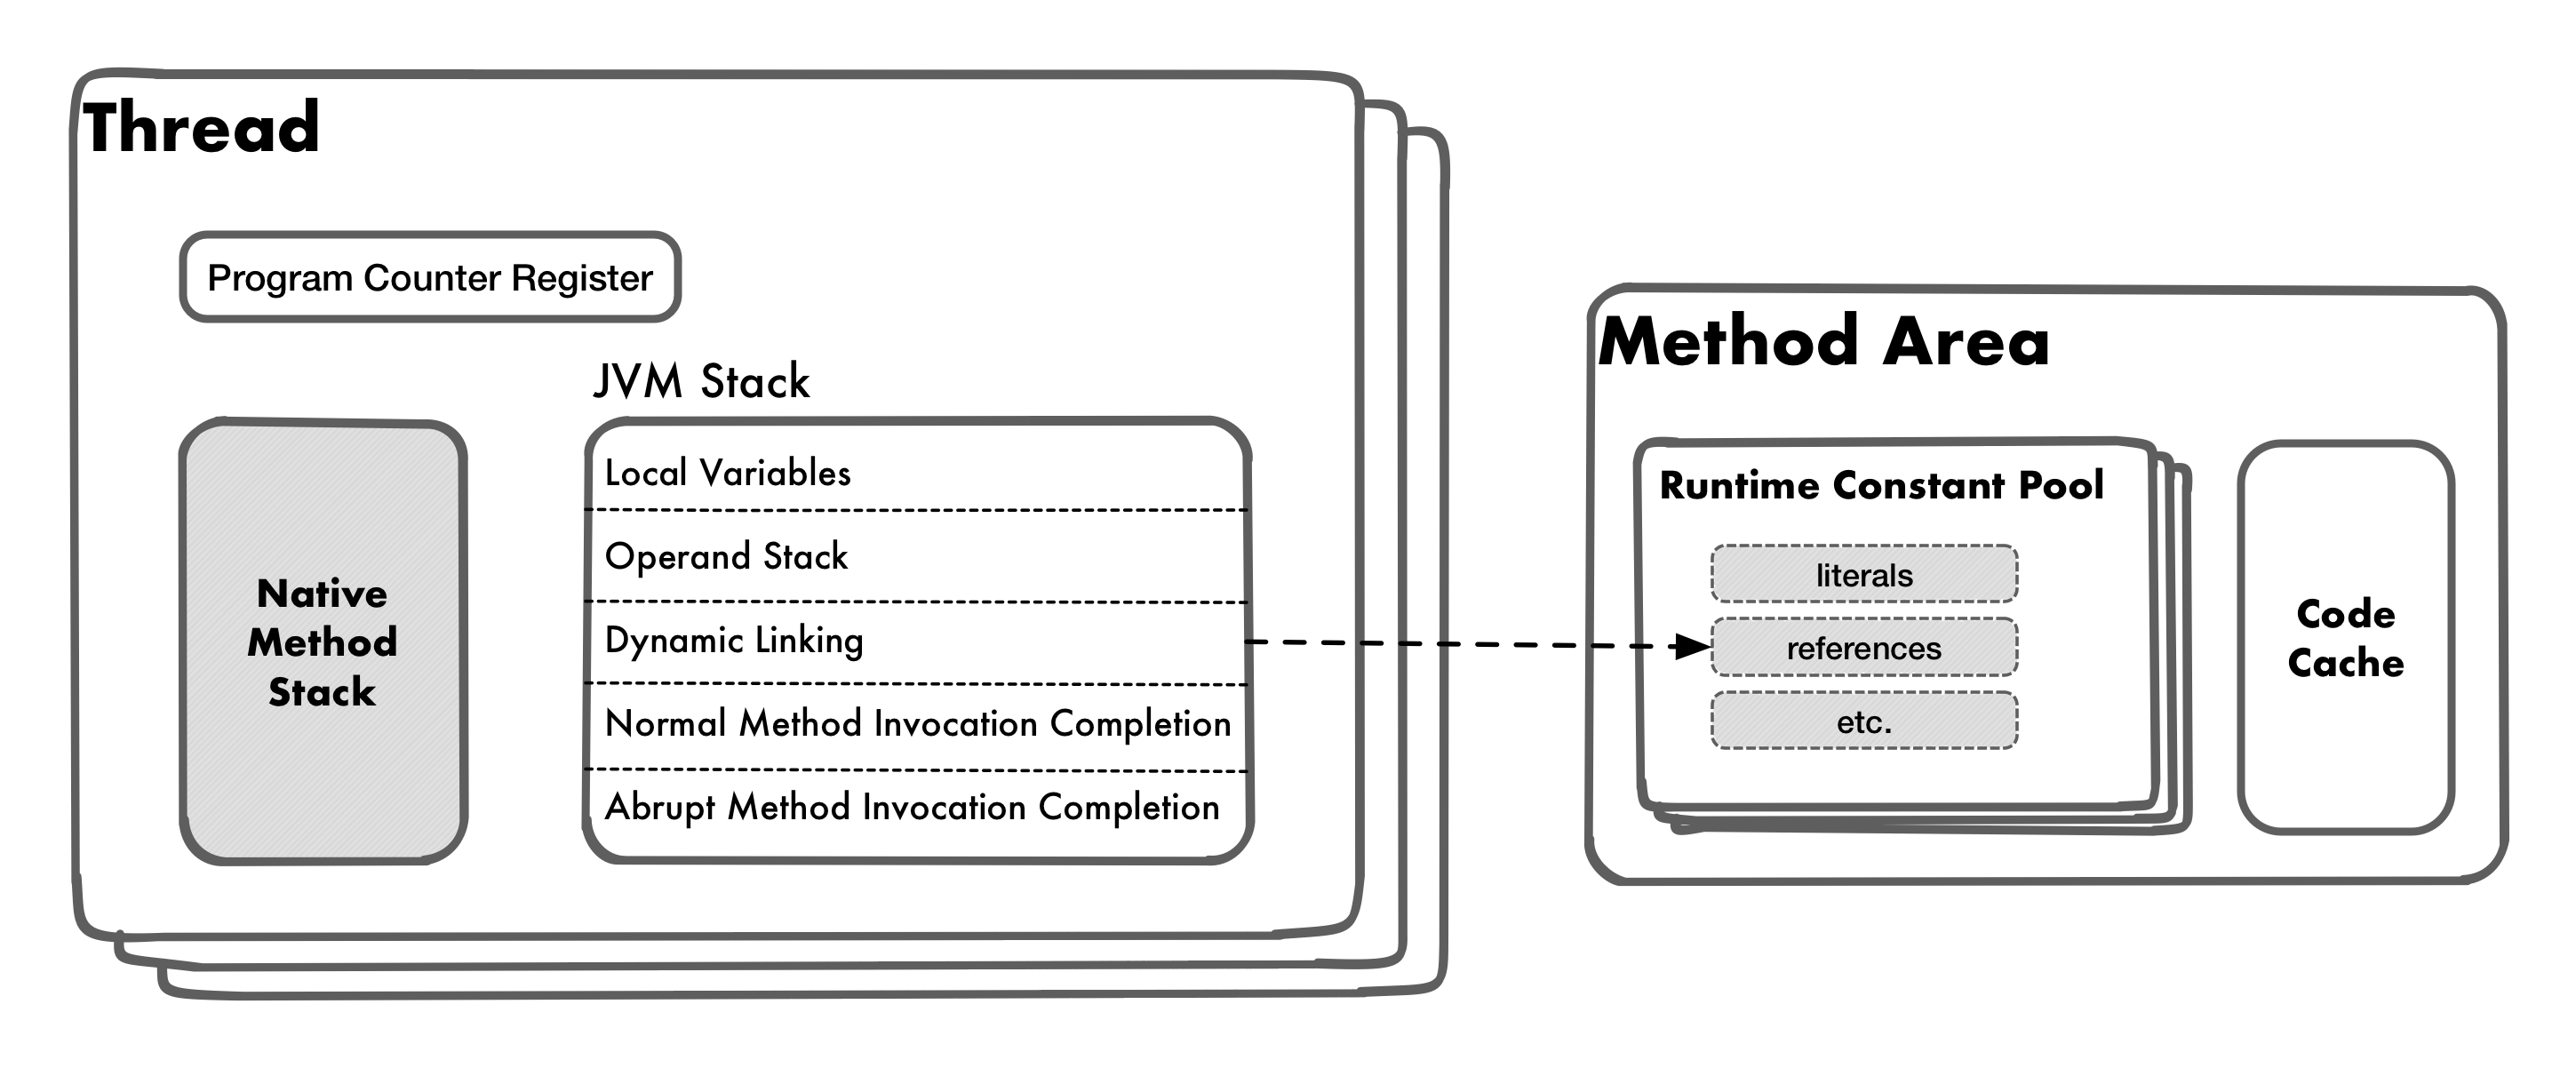 Thread
Program Counter Register
JVM Stack
Native
Method
Stack
Local Variables
Operand Stack
Dynamic Linking
Normal Method Invocation Completion
Abrupt Method Invocation Completion
Method Area
Runtime Constant Pool
literals
references
etc.
Code
Cache